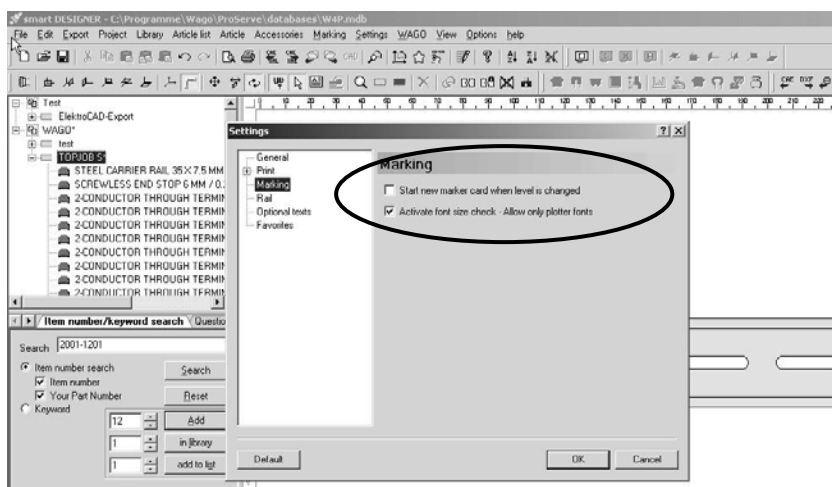 smart DESIGNER - C:\Programme\Wago\ProServe\databases\W4P.mdb
File Edit Export Project Library Article list Article Accessories Marking Settings WAGO View Options help
Test
ElektroCAD-Export
WAGO*
test
TOPJOB S*
STEEL CARRIER RAIL 35 X 7.5 MM
SCREWLESS END STOP 6 MM / 0.
2-CONDUCTOR THROUGH TERMIN
2-CONDUCTOR THROUGH TERMIN
2-CONDUCTOR THROUGH TERMIN
2-CONDUCTOR THROUGH TERMIN
2-CONDUCTOR THROUGH TERMIN
2-CONDUCTOR THROUGH TERMIN
2-CONDUCTOR THROUGH TERMIN
2-CONDUCTOR THROUGH TERMIN
Settings
General
Print
Marking
Rail
Optional texts
Favorites
Marking
Start new marker card when level is changed
Activate font size check - Allow only plotter fonts
Default
OK
Cancel
Item number/keyword search
Search 2001-1201
Item number search
Item number
Your Part Number
Keyword
Search
Reset
12 Add
1 in library
1 add to list